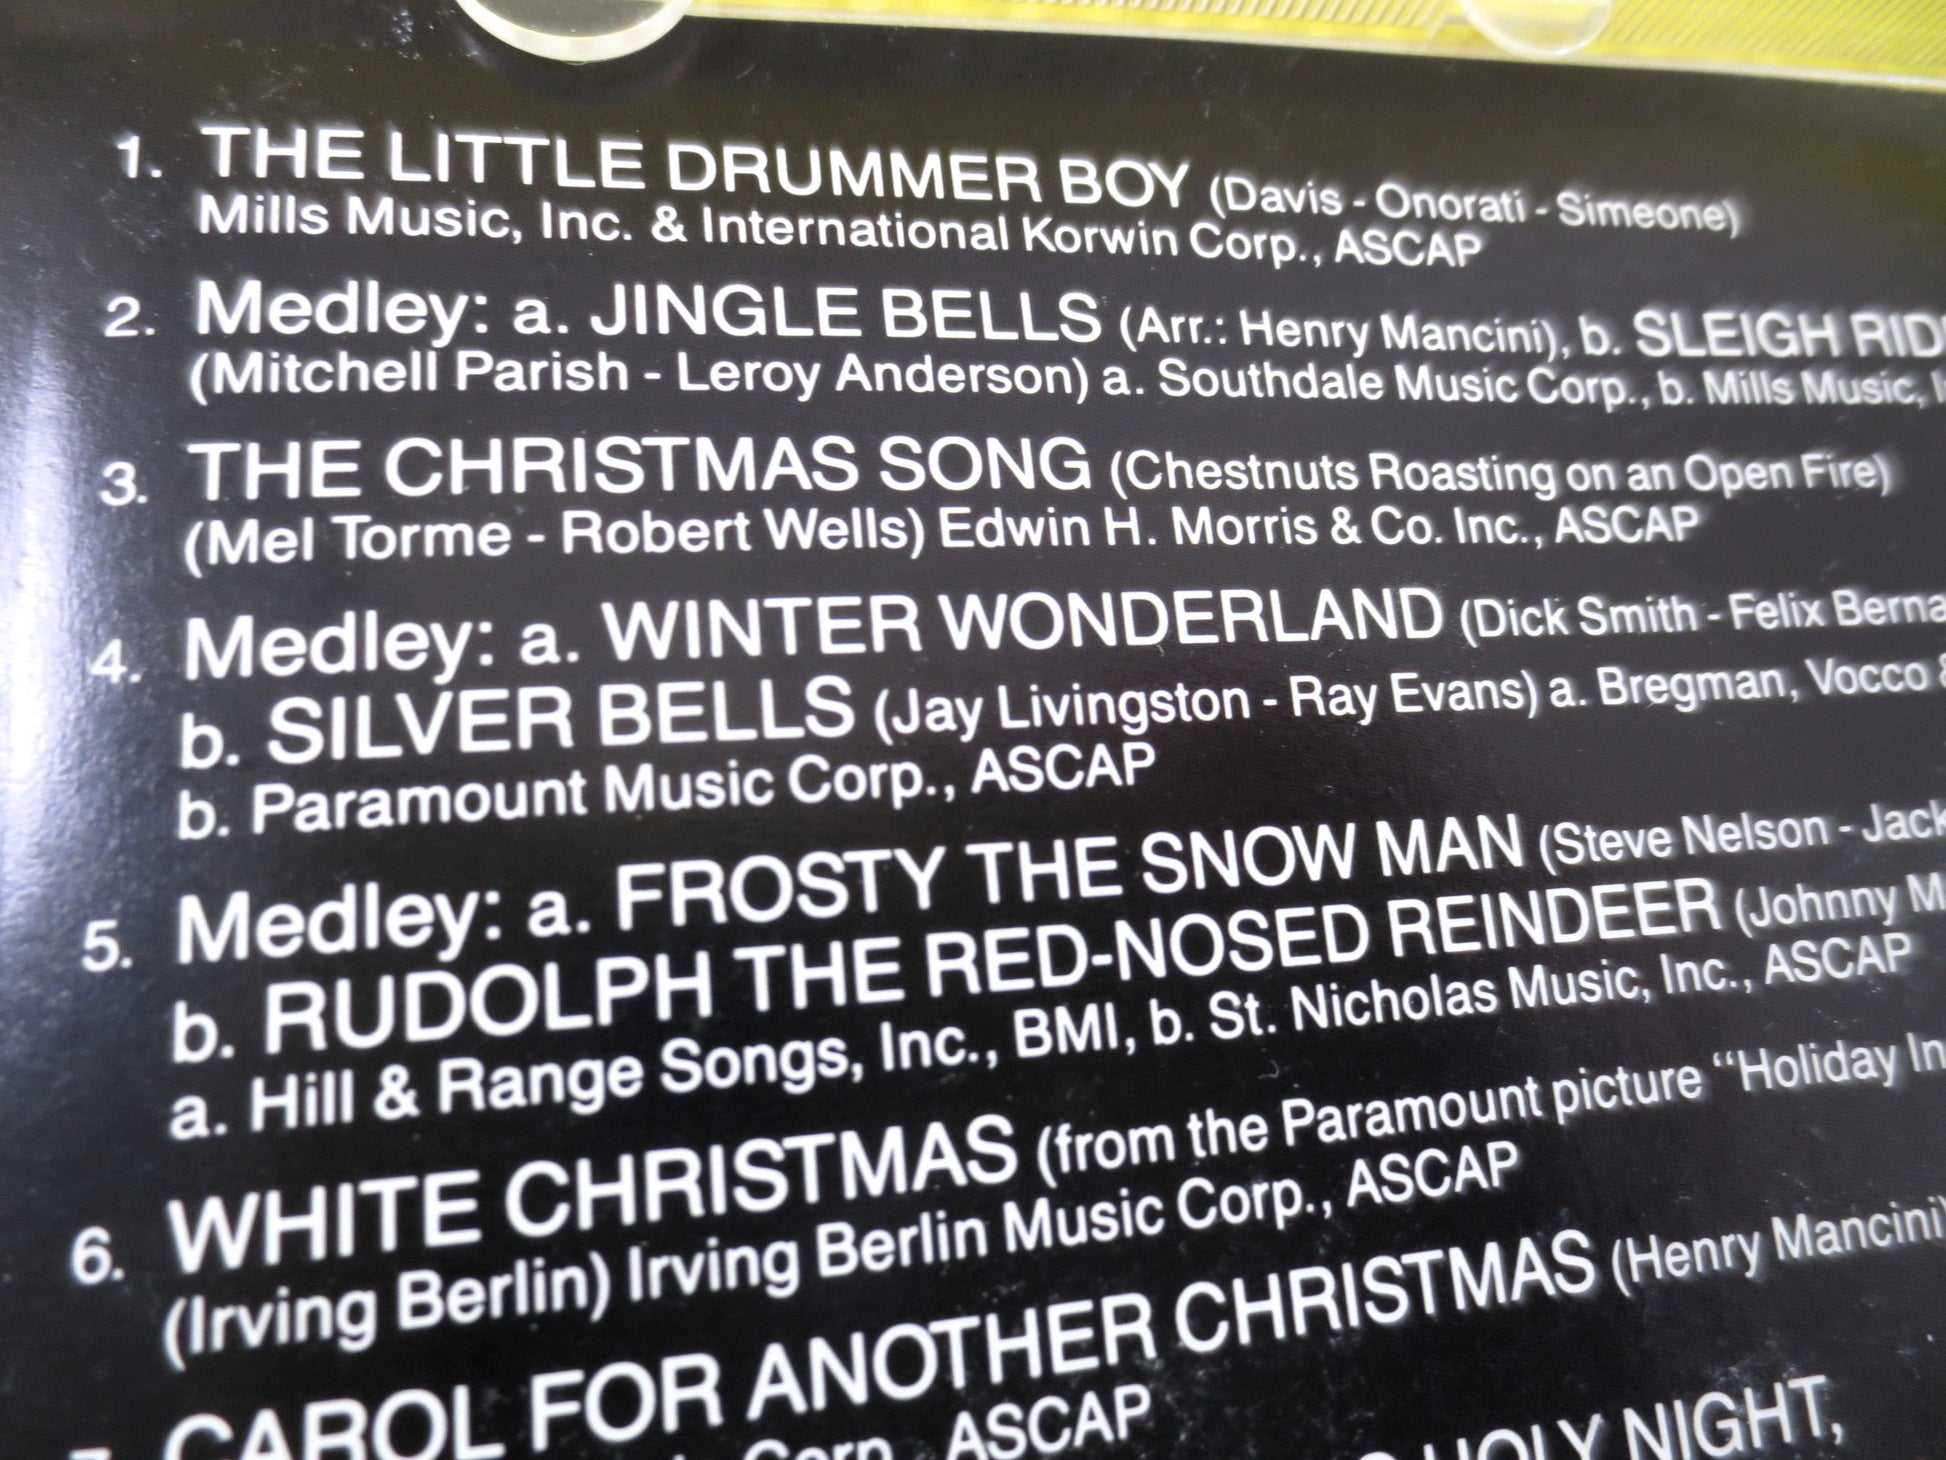 1. THE LITTLE DRUMMER BOY (Davis - Onorati - Simeone)
Mills Music, Inc. & International Korwin Corp., ASCAP
2. Medley: a. JINGLE BELLS (Arr.: Henry Mancini), b. SLEIGH
(Mitchell Parish - Leroy Anderson) a. Southdale Music Corp., b. Mills Music,
3. THE CHRISTMAS SONG (Chestnuts Roasting on an Open Fire)
(Mel Torme - Robert Wells) Edwin H. Morris & Co. Inc., ASCAP
4. Medley: a. WINTER WONDERLAND (Dick Smith - Felix
b. SILVER BELLS (Jay Livingston - Ray Evans) a. Bregman, Vocco &
b. Paramount Music Corp., ASCAP
5. Medley: a. FROSTY THE SNOW MAN (Steve Nelson - Jack
b. RUDOLPH THE RED-NOSED REINDEER (Johnny
a. Hill & Range Songs, Inc., BMI, b. St. Nicholas Music, Inc., ASCAP
6. WHITE CHRISTMAS (from the Paramount picture “Holiday
(Irving Berlin) Irving Berlin Music Corp., ASCAP
CAROL FOR ANOTHER CHRISTMAS (Henry Mancini)
Corp., ASCAP
HOLY NIGHT,